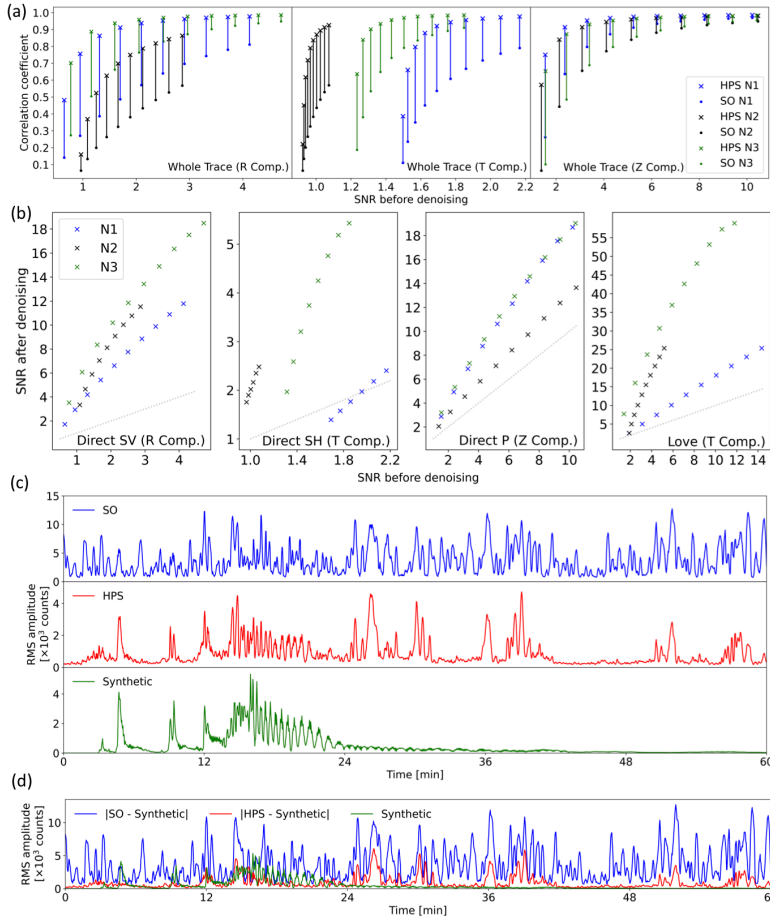 (a)
1.0
0.9
0.8
0.7
0.6
0.5
0.4
0.3
0.2
0.1
Correlation coefficient
Whole Trace (R Comp.)
Whole Trace (T Comp.)
Whole Trace (Z Comp.)
HPS N1
SO N1
HPS N2
SO N2
HPS N3
SO N3
1 2 3 4 5
1.0 1.2 1.4 1.6 1.8 2.0 2.2
2 4 6 8 10
SNR before denoising
(b)
N1
N2
N3
18
16
14
12
10
8
6
4
2
SNR after denoising
Direct SV (R Comp.)
1 2 3 4
5
4
3
2
1
Direct SH (T Comp.)
1.0 1.4 1.8 2.2
18
16
14
12
10
8
6
4
2
Direct P (Z Comp.)
2 4 6 8 10
55
50
45
40
35
30
25
20
15
10
5
Love (T Comp.)
2 4 6 8 10 12 14
SNR before denoising
(c)
15
10
5
0
SO
4
2
0
HPS
RMS amplitude
[×10³ counts]
4
2
0
Synthetic
0 12 24 36 48 60
Time [min]
(d)
|SO - Synthetic|
|HPS - Synthetic|
Synthetic
10
5
0
RMS amplitude
[×10³ counts]
0 12 24 36 48 60
Time [min]